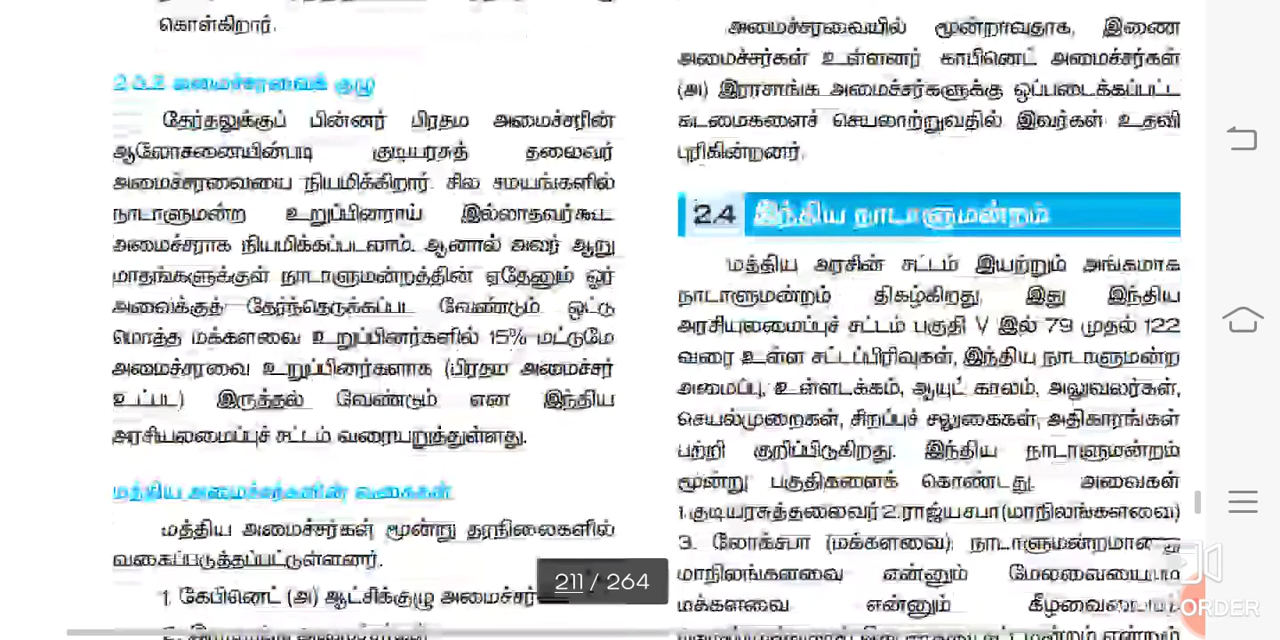 கொள்கிறார்.
2.3.2 அமைச்சரவைக் குழு
தேர்தலுக்குப் பின்னர் பிரதம அமைச்சரின்
ஆலோசனையின்படி குடியரசுத் தலைவர்
அமைச்சரவையை நியமிக்கிறார். சில சமயங்களில்
நாடாளுமன்ற உறுப்பினராய் இல்லாதவர்கூட
அமைச்சராக நியமிக்கப்படலாம். ஆனால் அவர் ஆறு
மாதங்களுக்குள் நாடாளுமன்றத்தின் ஏதேனும் ஓர்
அவைக்குத் தேர்ந்தெடுக்கப்பட வேண்டும். ஒட்டு
மொத்த மக்களவை உறுப்பினர்களில் 15% மட்டுமே
அமைச்சரவை உறுப்பினர்களாக (பிரதம அமைச்சர்
உட்பட) இருத்தல் வேண்டும் என இந்திய
அரசியலமைப்புச் சட்டம் வரையறுத்துள்ளது.
மத்திய அமைச்சர்களின் வகைகள்
மத்திய அமைச்சர்கள் மூன்று தரநிலைகளில்
வகைப்படுத்தப்பட்டுள்ளனர்.
1. கேபினெட் (அ) ஆட்சிக்குழு அமைச்சர்
அமைச்சரவையில் மூன்றாவதாக, இணை
அமைச்சர்கள் உள்ளனர் காபினெட் அமைச்சர்கள்
(அ) இராசாங்க அமைச்சர்களுக்கு ஒப்படைக்கப்பட்ட
கடமைகளைச் செயலாற்றுவதில் இவர்கள் உதவி
புரிகின்றனர்.
2.4 இந்திய நாடாளுமன்றம்
மத்திய அரசின் சட்டம் இயற்றும் அங்கமாக
நாடாளுமன்றம் திகழ்கிறது. இது இந்திய
அரசியலமைப்புச் சட்டம் பகுதி V இல் 79 முதல் 122
வரை உள்ள சட்டப்பிரிவுகள், இந்திய நாடாளுமன்ற
அமைப்பு, உள்ளடக்கம், ஆயுட் காலம், அலுவலர்கள்,
செயல்முறைகள், சிறப்புச் சலுகைகள், அதிகாரங்கள்
பற்றி குறிப்பிடுகிறது. இந்திய நாடாளுமன்றம்
மூன்று பகுதிகளைக் கொண்டது. அவைகள்
1.குடியரசுத்தலைவர் 2.ராஜ்யசபா (மாநிலங்களவை)
3. லோக்சபா (மக்களவை). நாடாளுமன்றமானது
மாநிலங்களவை என்னும் மேலவையையும்
மக்களவை என்னும் கீழவையையும்
211 / 264